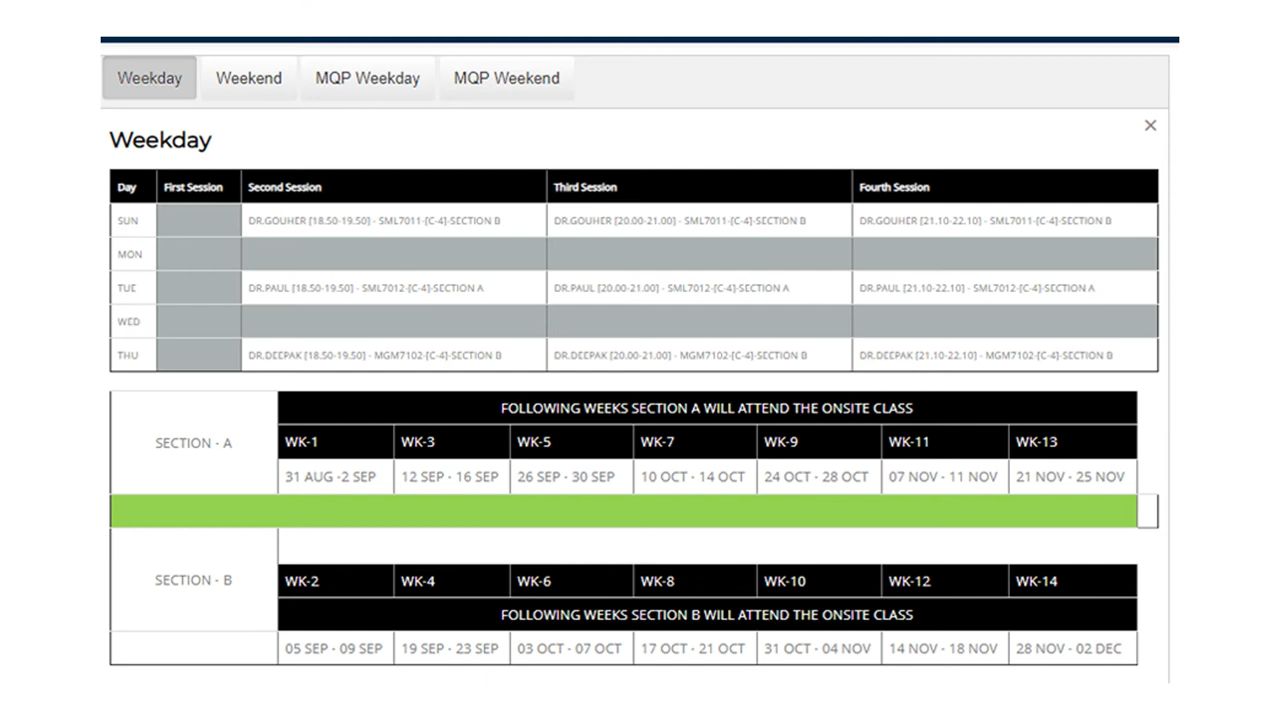 Weekday Weekend MQP Weekday MQP Weekend
×
Weekday
Day First Session Second Session Third Session Fourth Session
SUN DR.GOUHER [18.50-19.50] - SML7011-[C-4]-SECTION B DR.GOUHER [20.00-21.00] - SML7011-[C-4]-SECTION B DR.GOUHER [21.10-22.10] - SML7011-[C-4]-SECTION B
MON
TUE DR.PAUL [18.50-19.50] - SML7012-[C-4]-SECTION A DR.PAUL [20.00-21.00] - SML7012-[C-4]-SECTION A DR.PAUL [21.10-22.10] - SML7012-[C-4]-SECTION A
WED
THU DR.DEEPAK [18.50-19.50] - MGM7102-[C-4]-SECTION B DR.DEEPAK [20.00-21.00] - MGM7102-[C-4]-SECTION B DR.DEEPAK [21.10-22.10] - MGM7102-[C-4]-SECTION B
FOLLOWING WEEKS SECTION A WILL ATTEND THE ONSITE CLASS
SECTION - A WK-1 WK-3 WK-5 WK-7 WK-9 WK-11 WK-13
31 AUG -2 SEP 12 SEP - 16 SEP 26 SEP - 30 SEP 10 OCT - 14 OCT 24 OCT - 28 OCT 07 NOV - 11 NOV 21 NOV - 25 NOV
SECTION - B WK-2 WK-4 WK-6 WK-8 WK-10 WK-12 WK-14
FOLLOWING WEEKS SECTION B WILL ATTEND THE ONSITE CLASS
05 SEP - 09 SEP 19 SEP - 23 SEP 03 OCT - 07 OCT 17 OCT - 21 OCT 31 OCT - 04 NOV 14 NOV - 18 NOV 28 NOV - 02 DEC